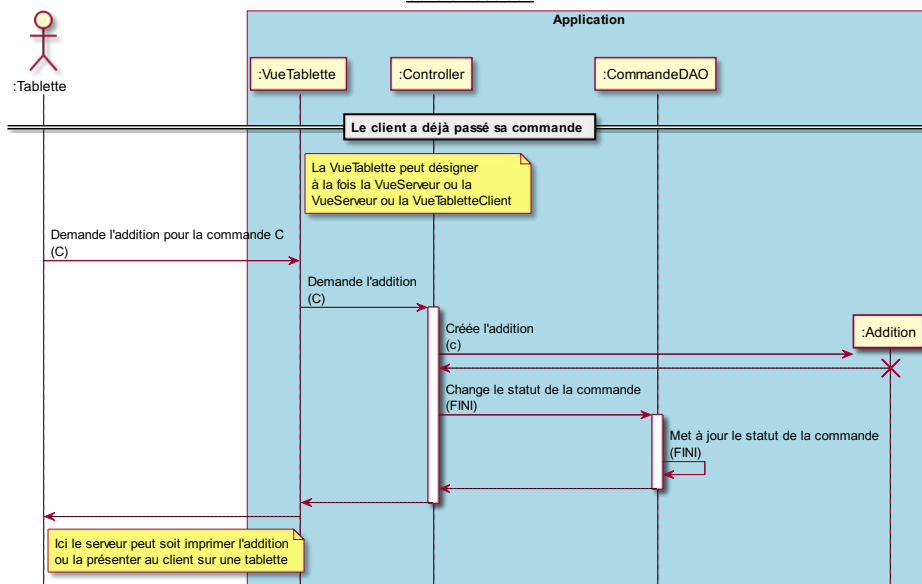 Application
:VueTablette
:Controller
:CommandeDAO
:Tablette
Le client a déjà passé sa commande
La VueTablette peut désigner
à la fois la VueServeur ou la
VueServeur ou la VueTabletteClient
Demande l'addition pour la commande C
(C)
Demande l'addition
(C)
Créée l'addition
(c)
:Addition
Change le statut de la commande
(FINI)
Met à jour le statut de la commande
(FINI)
Ici le serveur peut soit imprimer l'addition
ou la présenter au client sur une tablette